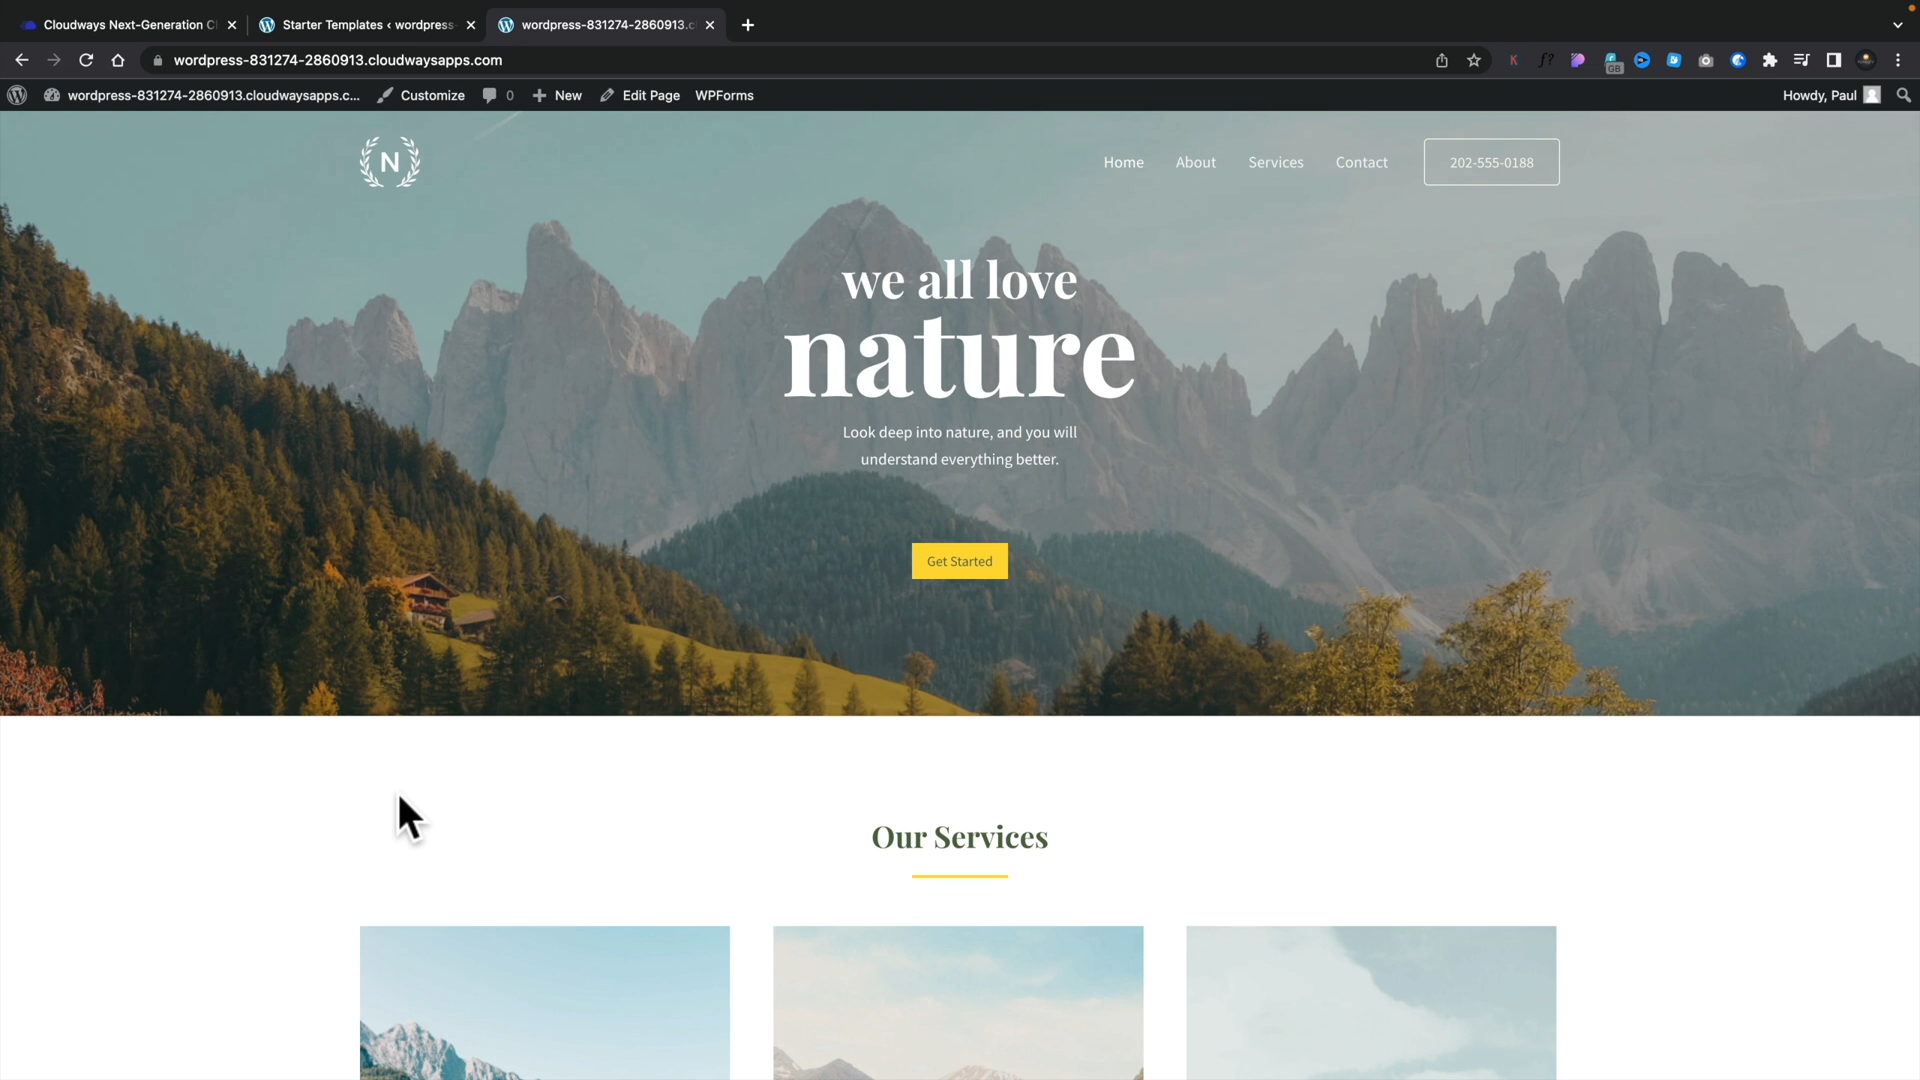 Cloudways Next-Generation C
Starter Templates ‹ wordpress-
wordpress-831274-2860913.c
wordpress-831274-2860913.cloudwaysapps.com
K
f?
GB
wordpress-831274-2860913.cloudwaysapps.c...
Customize
0
New
Edit Page
WPForms
Howdy, Paul
N
Home
About
Services
Contact
202-555-0188
we all love
nature
Look deep into nature, and you will
understand everything better.
Get Started
Our Services